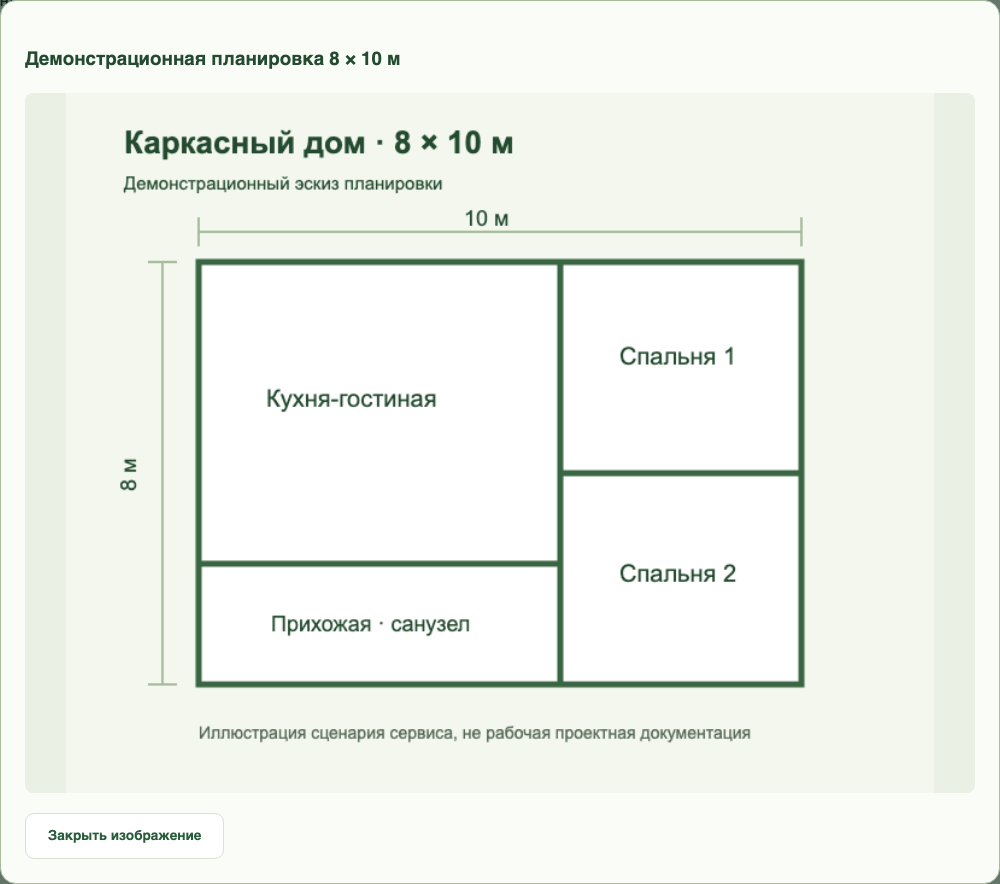 Демонстрационная планировка 8 × 10 м
Каркасный дом · 8 × 10 м
Демонстрационный эскиз планировки
10 м
Спальня 1
Кухня-гостиная
8 м
Спальня 2
Прихожая · санузел
Иллюстрация сценария сервиса, не рабочая проектная документация
Закрыть изображение